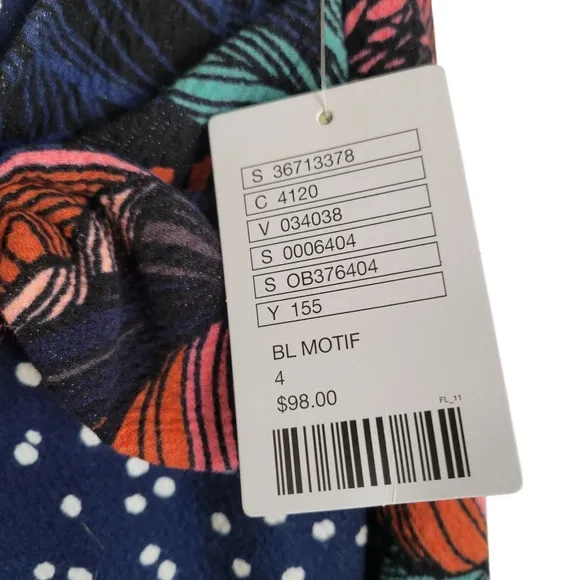 S 36713378
C 4120
V 034038
S 0006404
S OB376404
Y 155
BL MOTIF
4
$98.00
FL_11